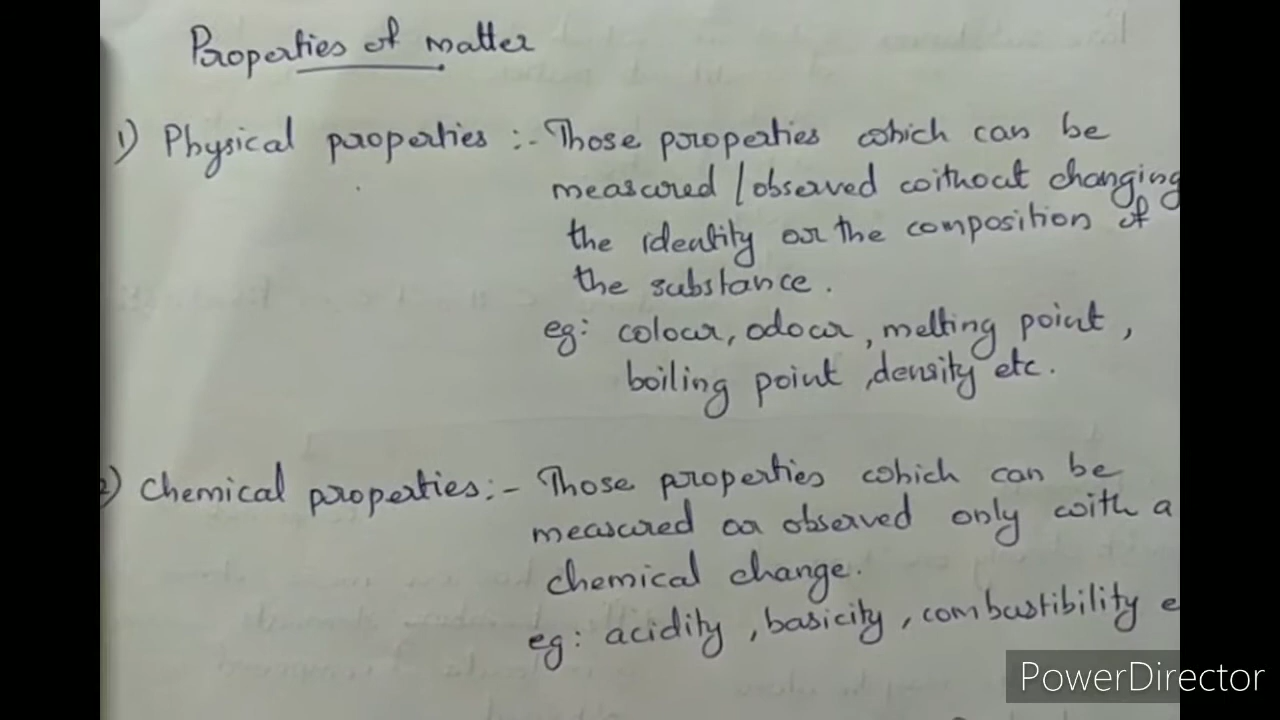 Properties of matter
1) Physical properties :- Those properties which can be
measured / observed without changing
the identity or the composition of
the substance.
eg: colour, odour, melting point,
boiling point, density etc.
2) Chemical properties :- Those properties which can be
measured or observed only with a
chemical change.
eg: acidity, basicity, combustibility e
PowerDirector